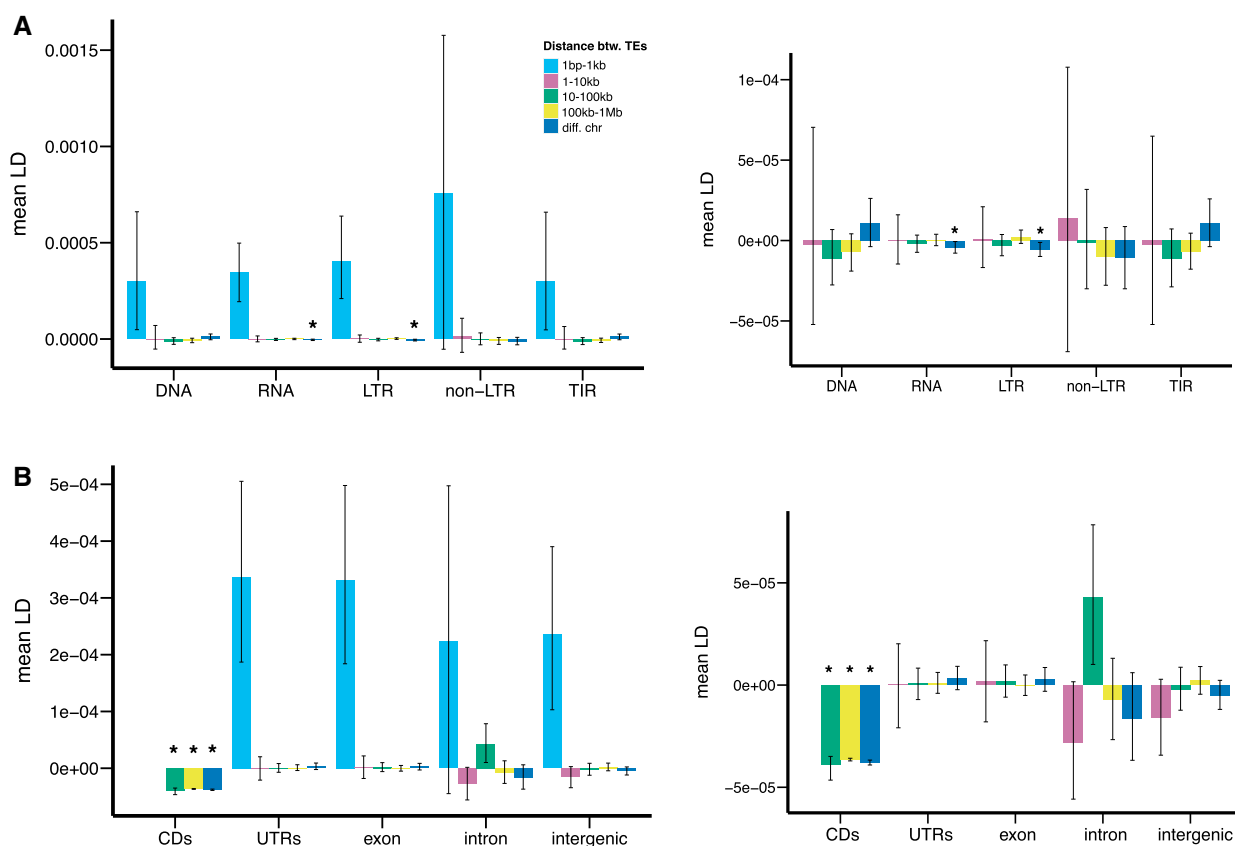 A
mean LD
0.0015
0.0010
0.0005
0.0000
Distance btw. TEs
1bp-1kb
1-10kb
10-100kb
100kb-1Mb
diff. chr
* *
DNA RNA LTR non-LTR TIR
mean LD
1e-04
5e-05
0e+00
−5e-05
* *
DNA RNA LTR non-LTR TIR
B
mean LD
5e-04
4e-04
3e-04
2e-04
1e-04
0e+00
* * *
CDs UTRs exon intron intergenic
mean LD
5e-05
0e+00
−5e-05
* * *
CDs UTRs exon intron intergenic